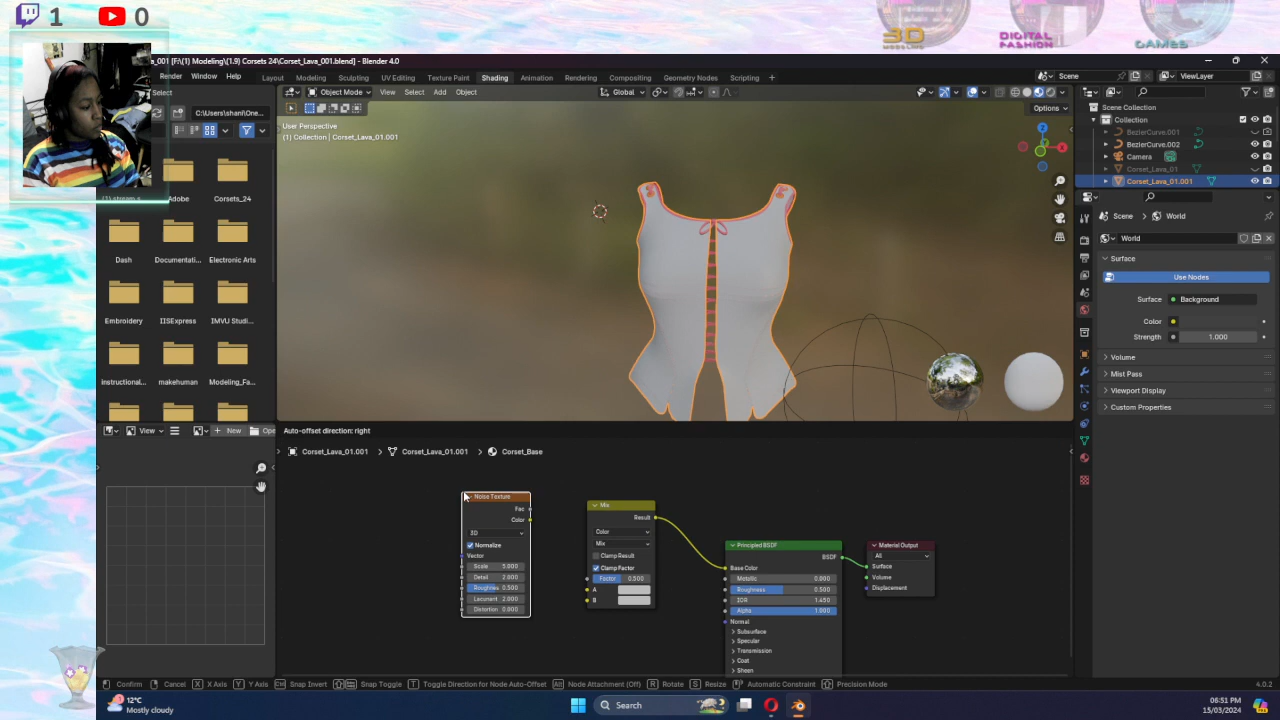 1
0
3D
MODELING
DIGITAL
FASHION
GAMES
_001 [F:\(1) Modeling\(1.9) Corsets 24\Corset_Lava_001.blend] - Blender 4.0
Render Window Help
Layout Modeling Sculpting UV Editing Texture Paint Shading Animation Rendering Compositing Geometry Nodes Scripting +
Scene
ViewLayer
Select
Object Mode View Select Add Object
Global
C:\Users\shani\One...
Options
User Perspective
(1) Collection | Corset_Lava_01.001
Scene Collection
Collection
BezierCurve.001
BezierCurve.002
Camera
Corset_Lava_01
Corset_Lava_01.001
Adobe
Corsets_24
Dash
Documentati...
Electronic Arts
Embroidery
IISExpress
IMVU Studi...
instructional...
makehuman
Modeling_Fa...
Scene > World
World
Surface
Use Nodes
Surface Background
Color
Strength 1.000
Volume
Mist Pass
Viewport Display
Custom Properties
View
+ New
Ope
Auto-offset direction: right
Corset_Lava_01.001 > Corset_Lava_01.001 > Corset_Base
Noise Texture
Fac
Color
3D
Normalize
Vector
Scale 5.000
Detail 2.000
Roughnes 0.500
Lacunarit 2.000
Distortion 0.000
Mix
Result
Color
Mix
Clamp Result
Clamp Factor
Factor 0.500
A
B
Principled BSDF
BSDF
Base Color
Metallic 0.000
Roughness 0.500
IOR 1.450
Alpha 1.000
Normal
Subsurface
Specular
Transmission
Coat
Sheen
Material Output
All
Surface
Volume
Displacement
Confirm Cancel X X Axis Y Y Axis Snap Invert Snap Toggle T Toggle Direction for Node Auto-Offset Alt Node Attachment (Off) R Rotate S Resize Automatic Constraint Precision Mode
4.0.2
12°C
Mostly cloudy
Search
06:51 PM
15/03/2024